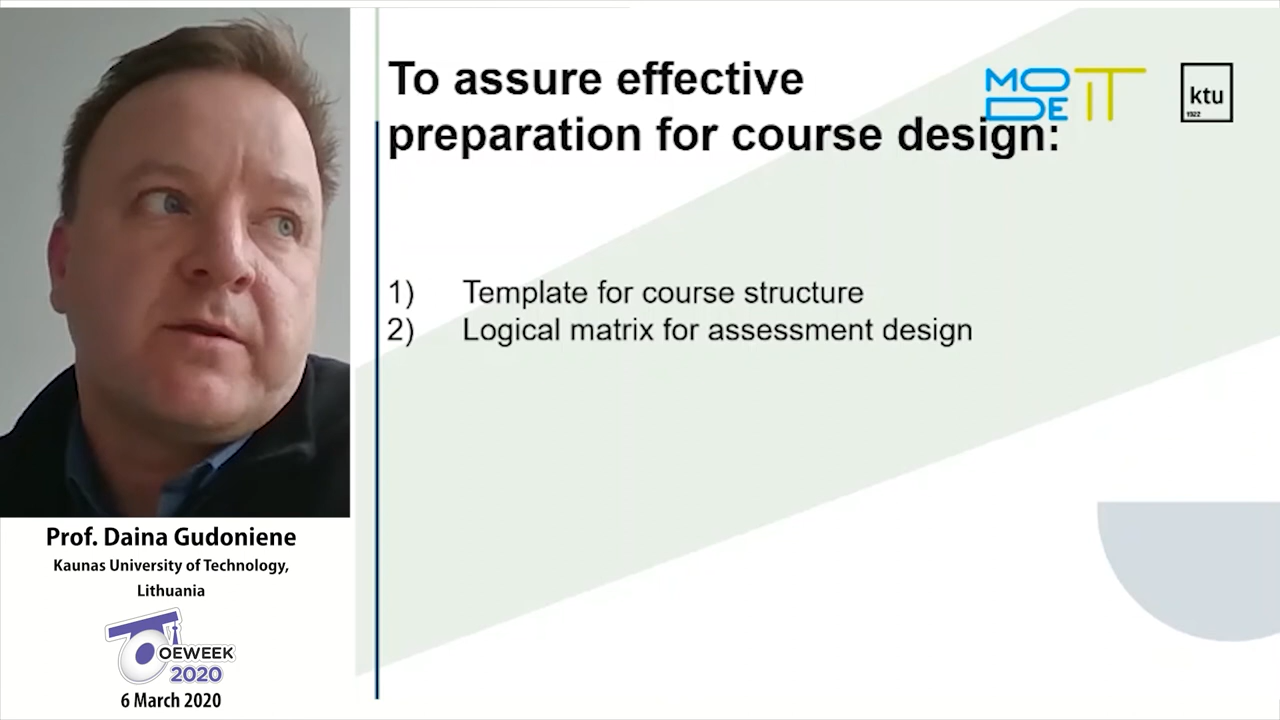 To assure effective
preparation for course design:
MO
DE IT
ktu
1922
1) Template for course structure
2) Logical matrix for assessment design
Prof. Daina Gudoniene
Kaunas University of Technology,
Lithuania
OEWEEK
2020
6 March 2020